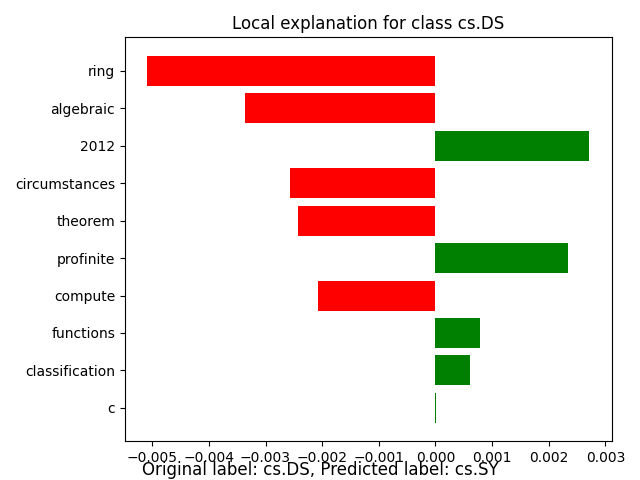 Local explanation for class cs.DS
ring
algebraic
2012
circumstances
theorem
profinite
compute
functions
classification
c
−0.005 −0.004 −0.003 −0.002 −0.001 0.000 0.001 0.002 0.003
Original label: cs.DS, Predicted label: cs.SY